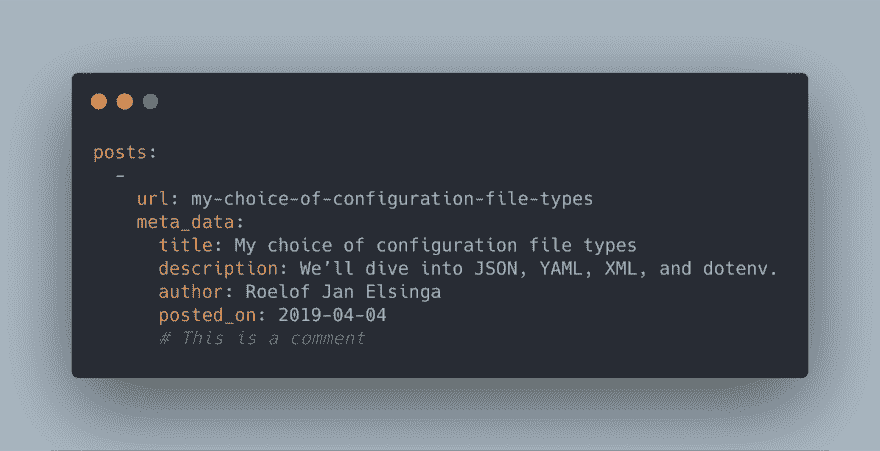 posts:
  -
    url: my-choice-of-configuration-file-types
    meta_data:
      title: My choice of configuration file types
      description: We’ll dive into JSON, YAML, XML, and dotenv.
      author: Roelof Jan Elsinga
      posted_on: 2019-04-04
      # This is a comment